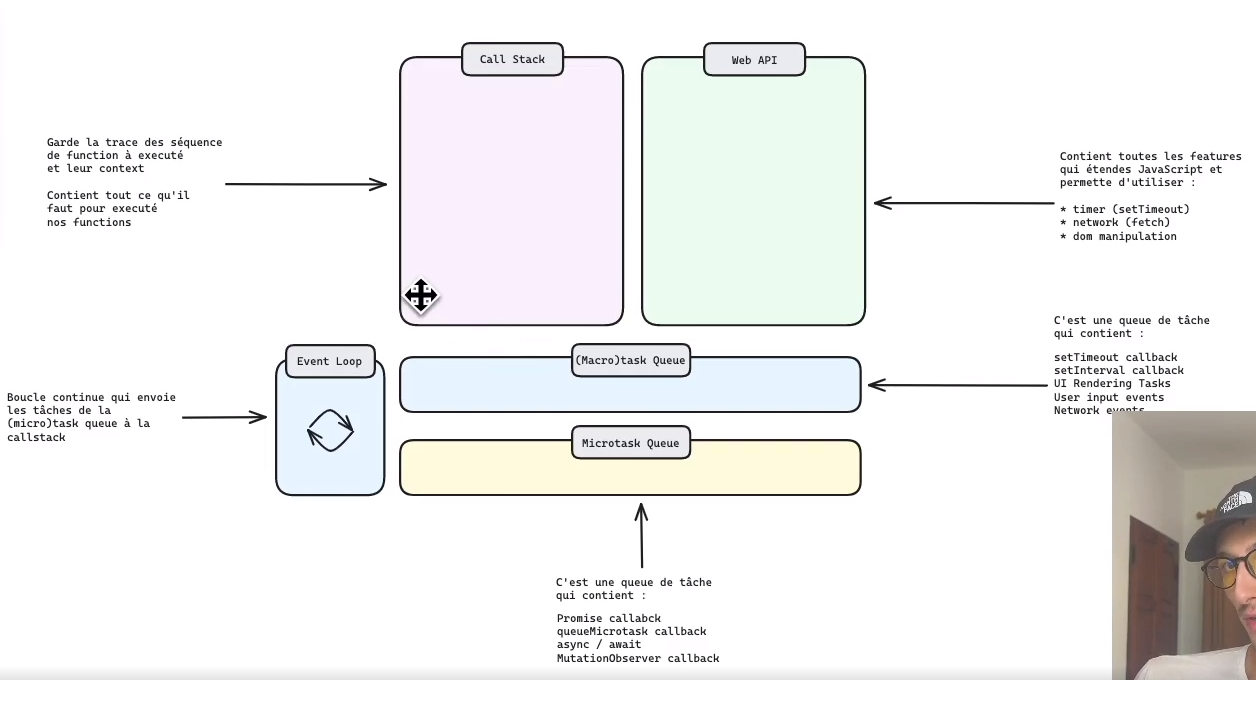 Call Stack
Web API
Garde la trace des séquence
de function à executé
et leur context
Contient tout ce qu'il
faut pour executé
nos functions
Contient toutes les features
qui étendes JavaScript et
permette d'utiliser :
* timer (setTimeout)
* network (fetch)
* dom manipulation
C'est une queue de tâche
qui contient :
setTimeout callback
setInterval callback
UI Rendering Tasks
User input events
Network events
(Macro)task Queue
Event Loop
Boucle continue qui envoie
les tâches de la
(micro)task queue à la
callstack
Microtask Queue
C'est une queue de tâche
qui contient :
Promise callabck
queueMicrotask callback
async / await
MutationObserver callback
THE
NORTH
FACE